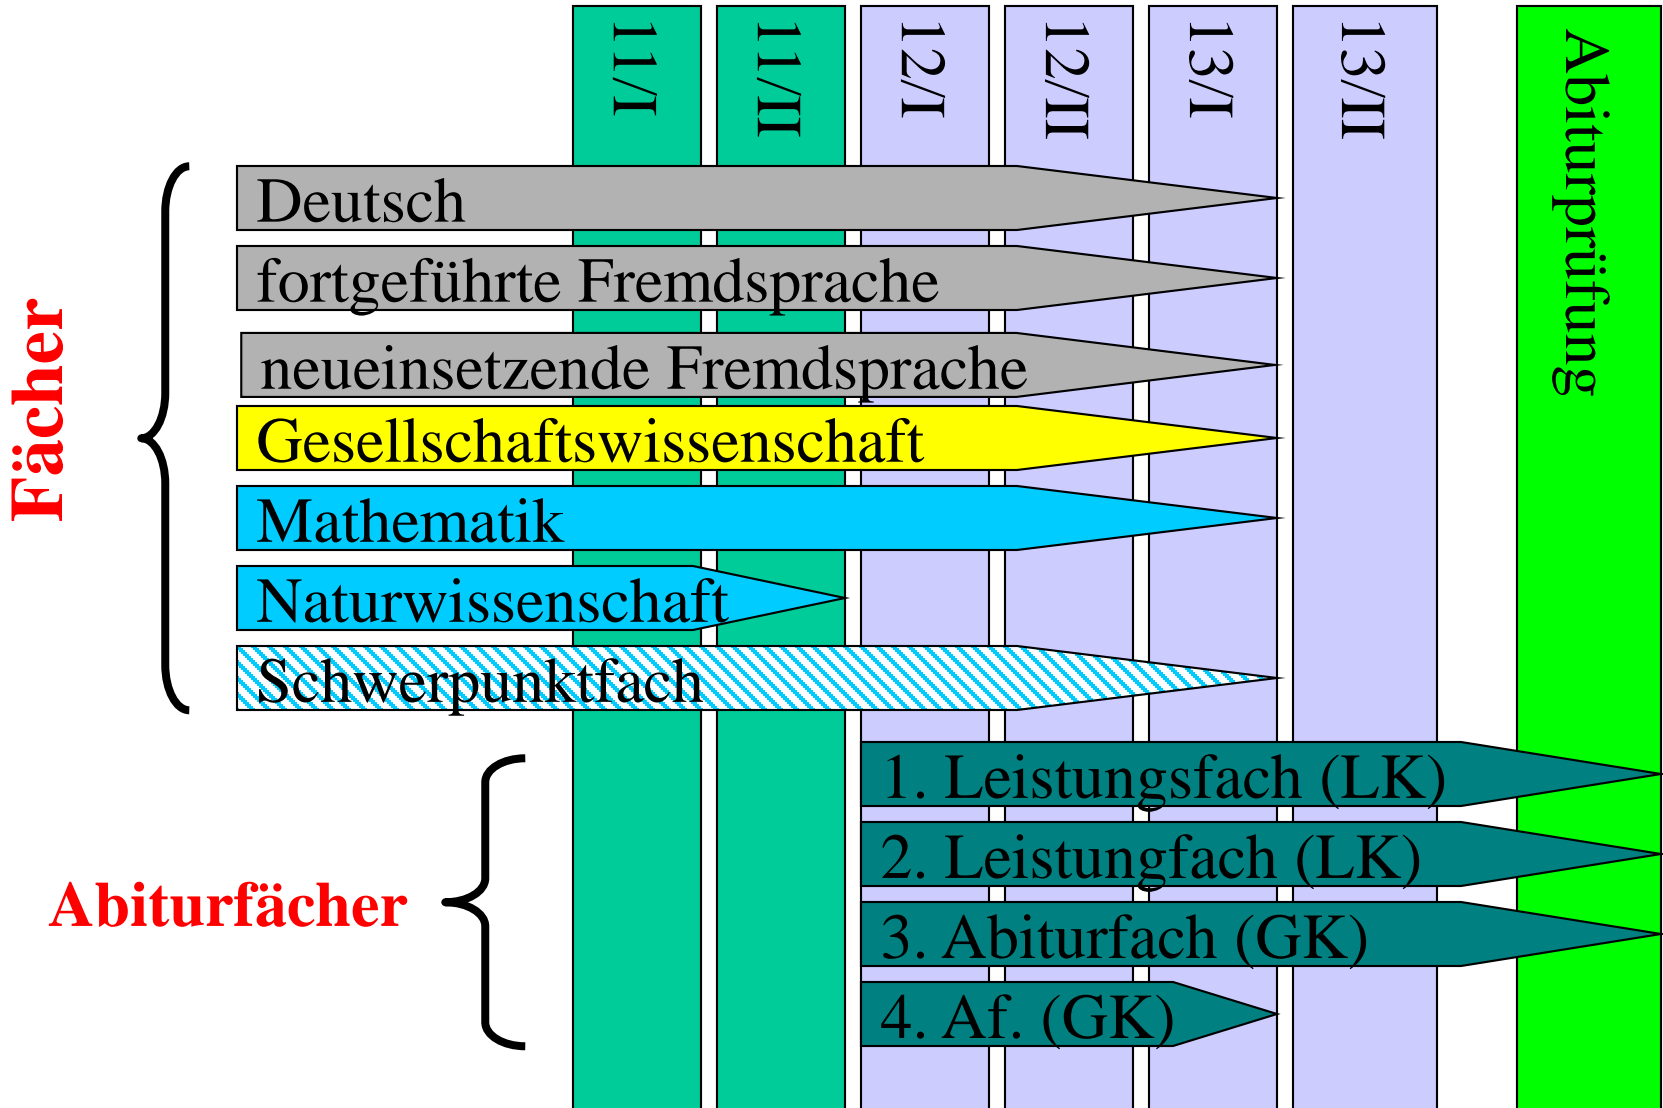 11/I
11/II
12/I
12/II
13/I
13/II
Abiturprüfung
Fächer
Deutsch
fortgeführte Fremdsprache
neueinsetzende Fremdsprache
Gesellschaftswissenschaft
Mathematik
Naturwissenschaft
Schwerpunktfach
Abiturfächer
1. Leistungsfach (LK)
2. Leistungfach (LK)
3. Abiturfach (GK)
4. Af. (GK)